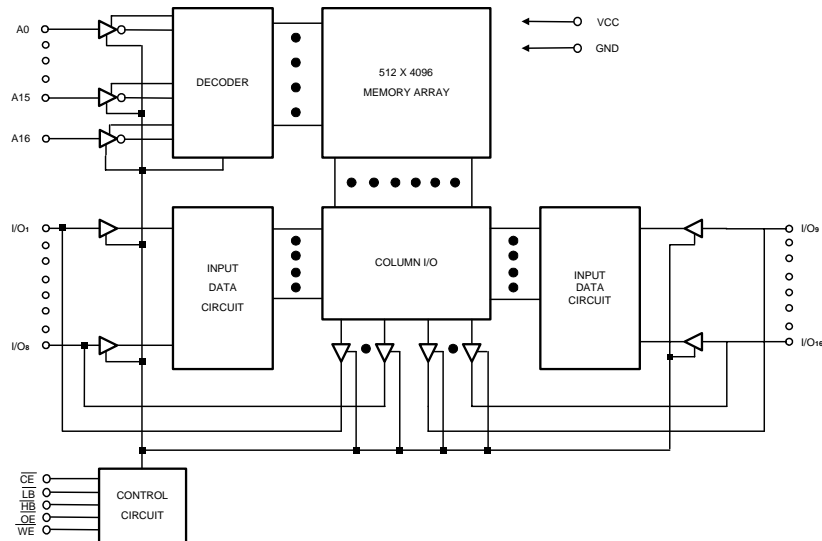 A0
VCC
GND
DECODER
512 X 4096
MEMORY ARRAY
A15
A16
I/O1
INPUT
DATA
CIRCUIT
COLUMN I/O
INPUT
DATA
CIRCUIT
I/O9
I/O8
I/O16
CE
LB
HB
OE
WE
CONTROL
CIRCUIT